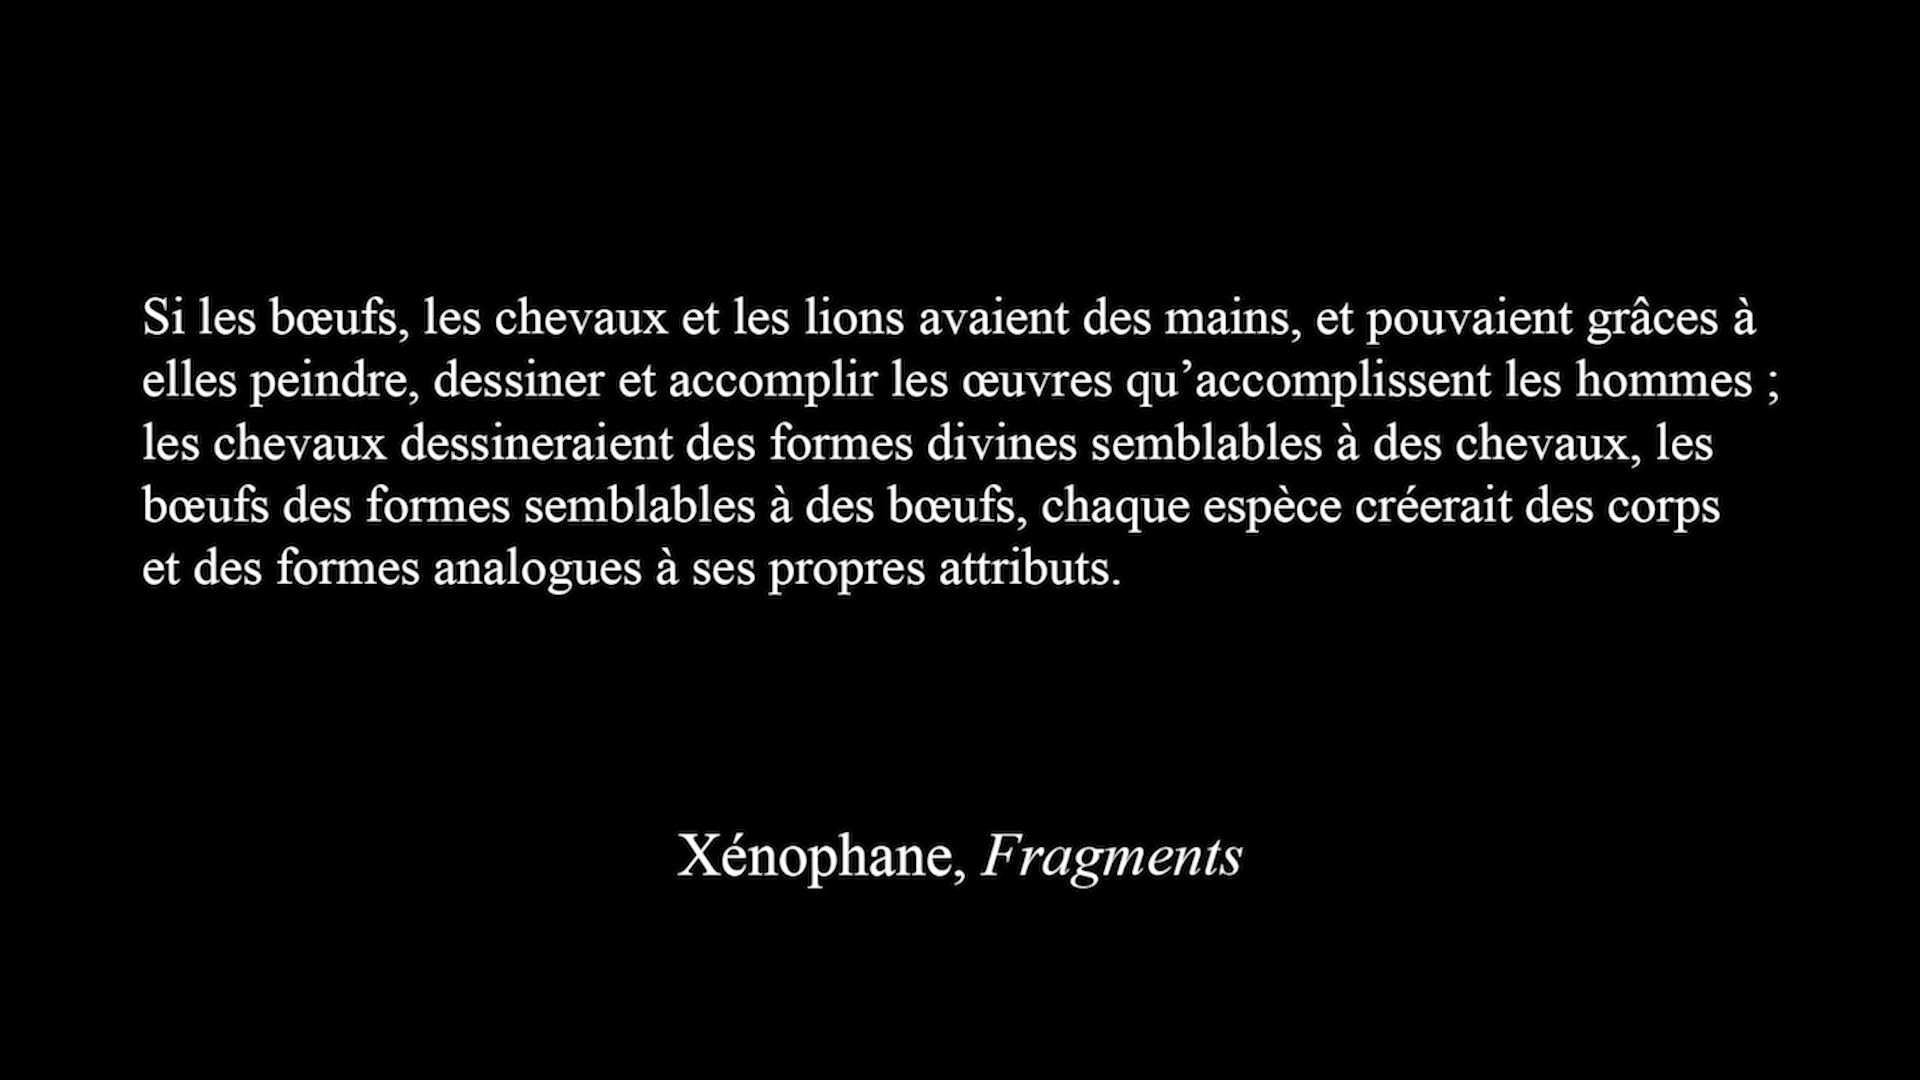 Si les bœufs, les chevaux et les lions avaient des mains, et pouvaient grâces à
elles peindre, dessiner et accomplir les œuvres qu’accomplissent les hommes ;
les chevaux dessineraient des formes divines semblables à des chevaux, les
bœufs des formes semblables à des bœufs, chaque espèce créerait des corps
et des formes analogues à ses propres attributs.
Xénophane, Fragments